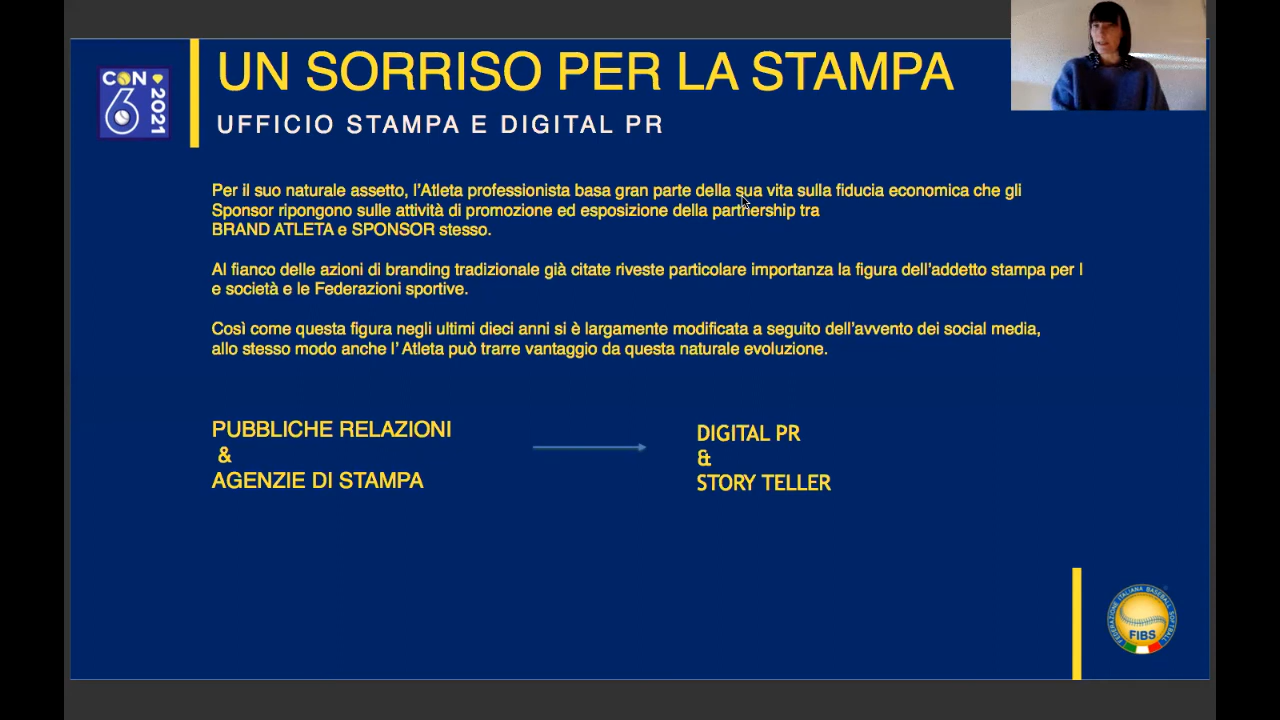 CON
6
2021
UN SORRISO PER LA STAMPA
UFFICIO STAMPA E DIGITAL PR
Per il suo naturale assetto, l'Atleta professionista basa gran parte della sua vita sulla fiducia economica che gli
Sponsor ripongono sulle attività di promozione ed esposizione della partnership tra
BRAND ATLETA e SPONSOR stesso.
Al fianco delle azioni di branding tradizionale già citate riveste particolare importanza la figura dell'addetto stampa per l
e società e le Federazioni sportive.
Così come questa figura negli ultimi dieci anni si è largamente modificata a seguito dell'avvento dei social media,
allo stesso modo anche l' Atleta può trarre vantaggio da questa naturale evoluzione.
PUBBLICHE RELAZIONI
&
AGENZIE DI STAMPA
DIGITAL PR
&
STORY TELLER
FEDERAZIONE ITALIANA BASEBALL SOFTBALL
FIBS